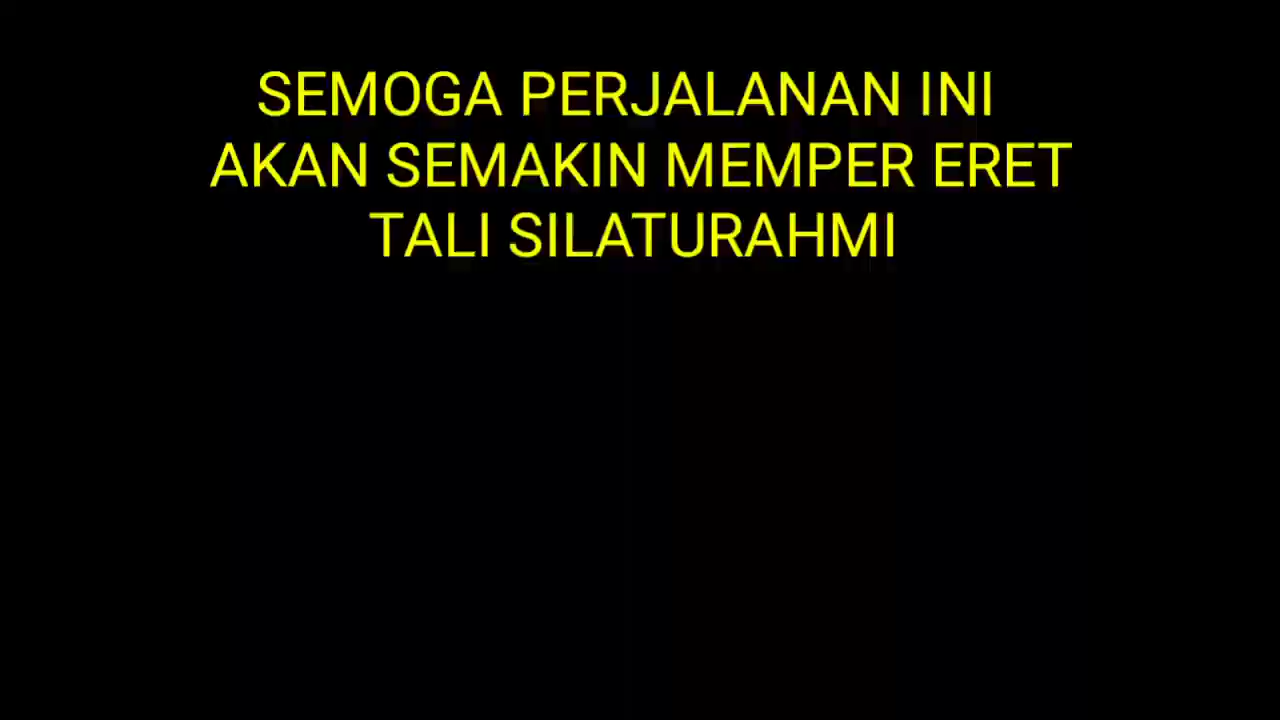 SEMOGA PERJALANAN INI
AKAN SEMAKIN MEMPER ERET
TALI SILATURAHMI